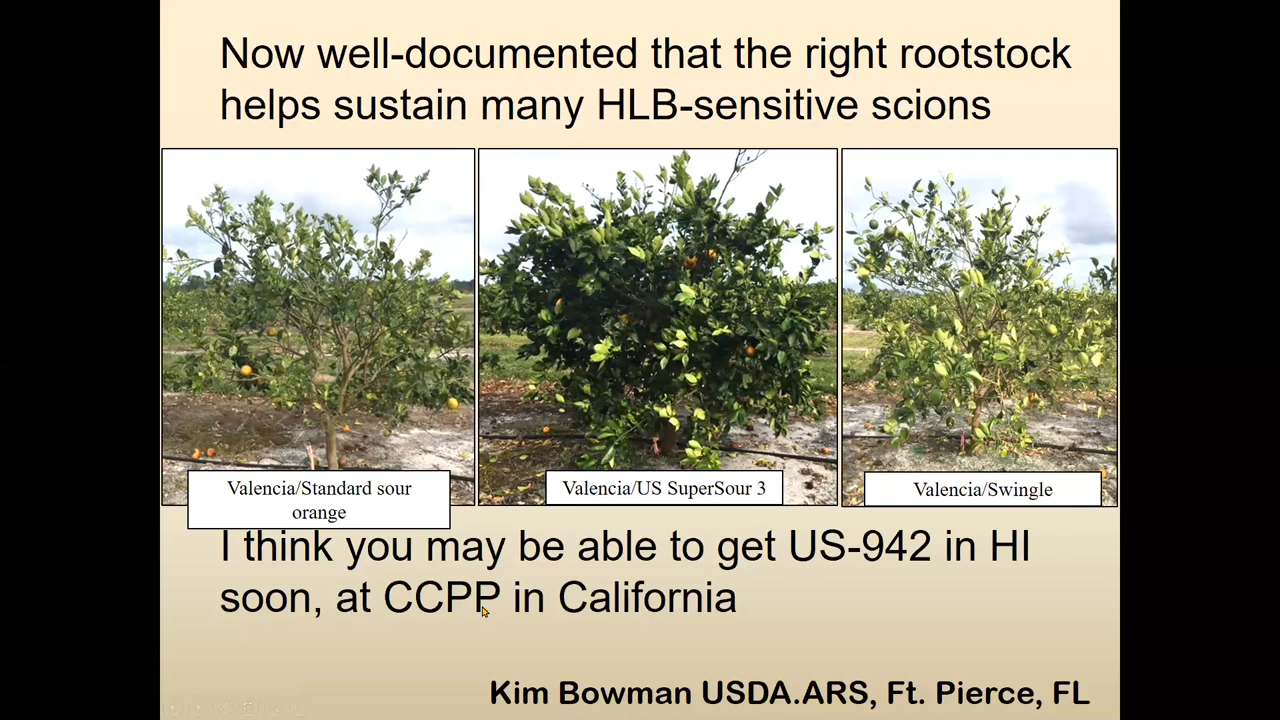 Now well-documented that the right rootstock
helps sustain many HLB-sensitive scions
Valencia/Standard sour
orange
Valencia/US SuperSour 3
Valencia/Swingle
I think you may be able to get US-942 in HI
soon, at CCPP in California
Kim Bowman USDA.ARS, Ft. Pierce, FL